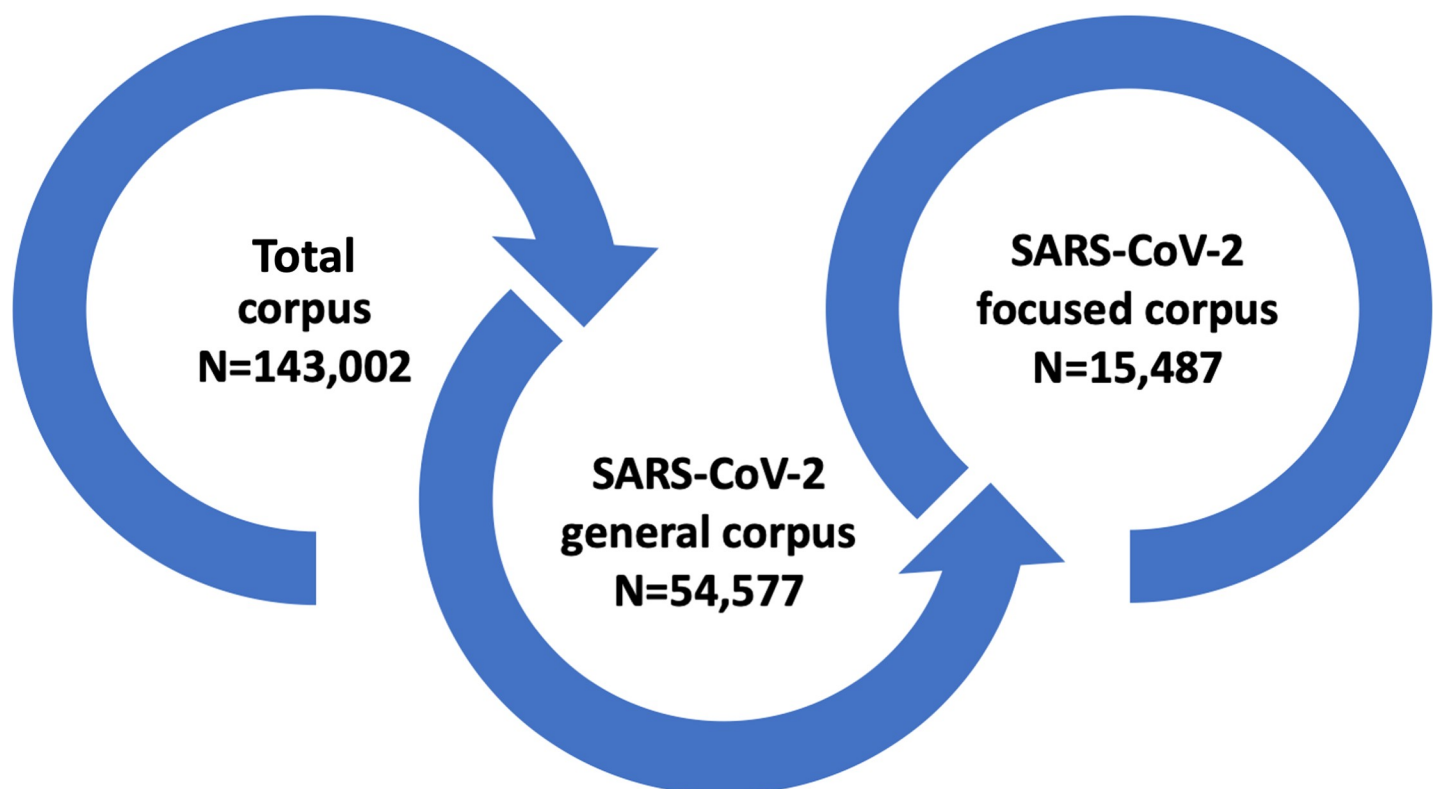 Total
corpus
N=143,002
SARS-CoV-2
general corpus
N=54,577
SARS-CoV-2
focused corpus
N=15,487